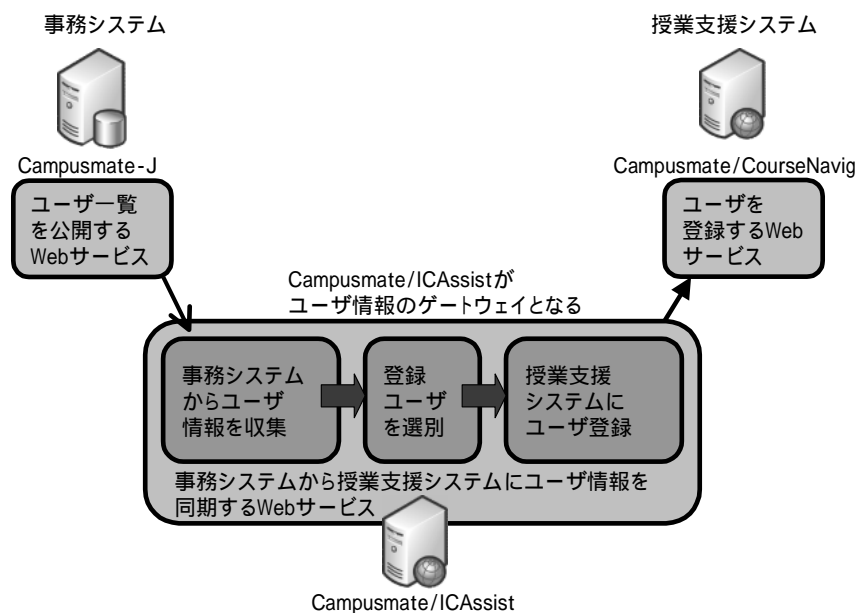 事務システム
授業支援システム
Campusmate-J
Campusmate/CourseNavig
ユーザ一覧
を公開する
Webサービス
ユーザを
登録するWeb
サービス
Campusmate/ICAssistが
ユーザ情報のゲートウェイとなる
事務システム
からユーザ
情報を収集
登録
ユーザ
を選別
授業支援
システムに
ユーザ登録
事務システムから授業支援システムにユーザ情報を
同期するWebサービス
Campusmate/ICAssist